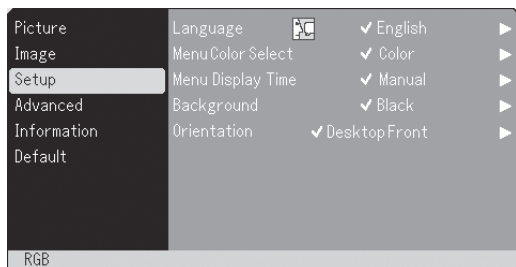 Picture
Image
Setup
Advanced
Information
Default
Language ✓ English ▶
Menu Color Select ✓ Color ▶
Menu Display Time ✓ Manual ▶
Background ✓ Black ▶
Orientation ✓ Desktop Front ▶
RGB